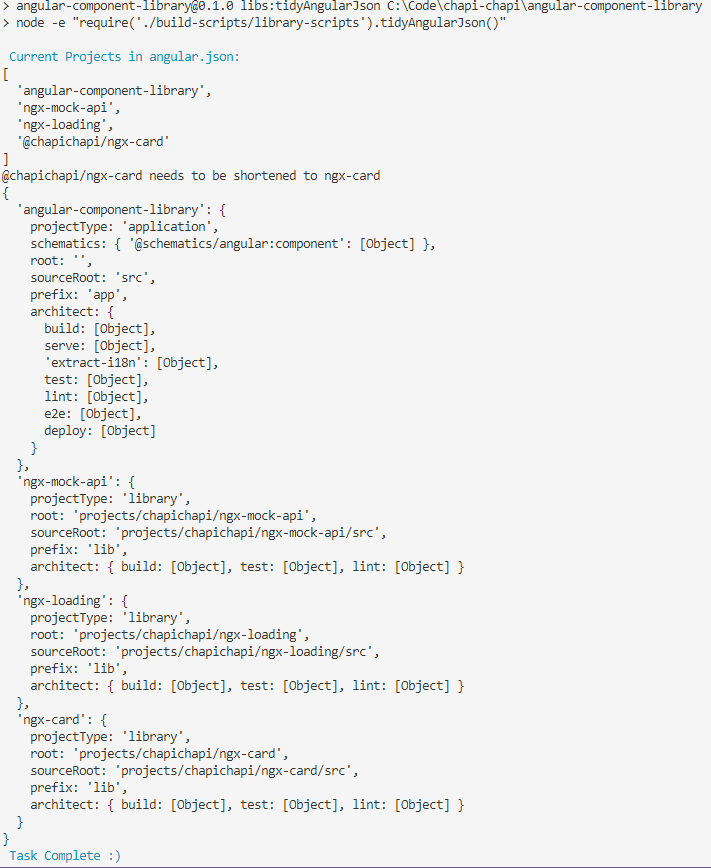 > angular-component-library@0.1.0 libs:tidyAngularJson C:\Code\chapi-chapi\angular-component-library
> node -e "require('./build-scripts/library-scripts').tidyAngularJson()"
Current Projects in angular.json:
[
  'angular-component-library',
  'ngx-mock-api',
  'ngx-loading',
  '@chapichapi/ngx-card'
]
@chapichapi/ngx-card needs to be shortened to ngx-card
{
  'angular-component-library': {
    projectType: 'application',
    schematics: { '@schematics/angular:component': [Object] },
    root: '',
    sourceRoot: 'src',
    prefix: 'app',
    architect: {
      build: [Object],
      serve: [Object],
      'extract-i18n': [Object],
      test: [Object],
      lint: [Object],
      e2e: [Object],
      deploy: [Object]
    }
  },
  'ngx-mock-api': {
    projectType: 'library',
    root: 'projects/chapichapi/ngx-mock-api',
    sourceRoot: 'projects/chapichapi/ngx-mock-api/src',
    prefix: 'lib',
    architect: { build: [Object], test: [Object], lint: [Object] }
  },
  'ngx-loading': {
    projectType: 'library',
    root: 'projects/chapichapi/ngx-loading',
    sourceRoot: 'projects/chapichapi/ngx-loading/src',
    prefix: 'lib',
    architect: { build: [Object], test: [Object], lint: [Object] }
  },
  'ngx-card': {
    projectType: 'library',
    root: 'projects/chapichapi/ngx-card',
    sourceRoot: 'projects/chapichapi/ngx-card/src',
    prefix: 'lib',
    architect: { build: [Object], test: [Object], lint: [Object] }
  }
}
Task Complete :)